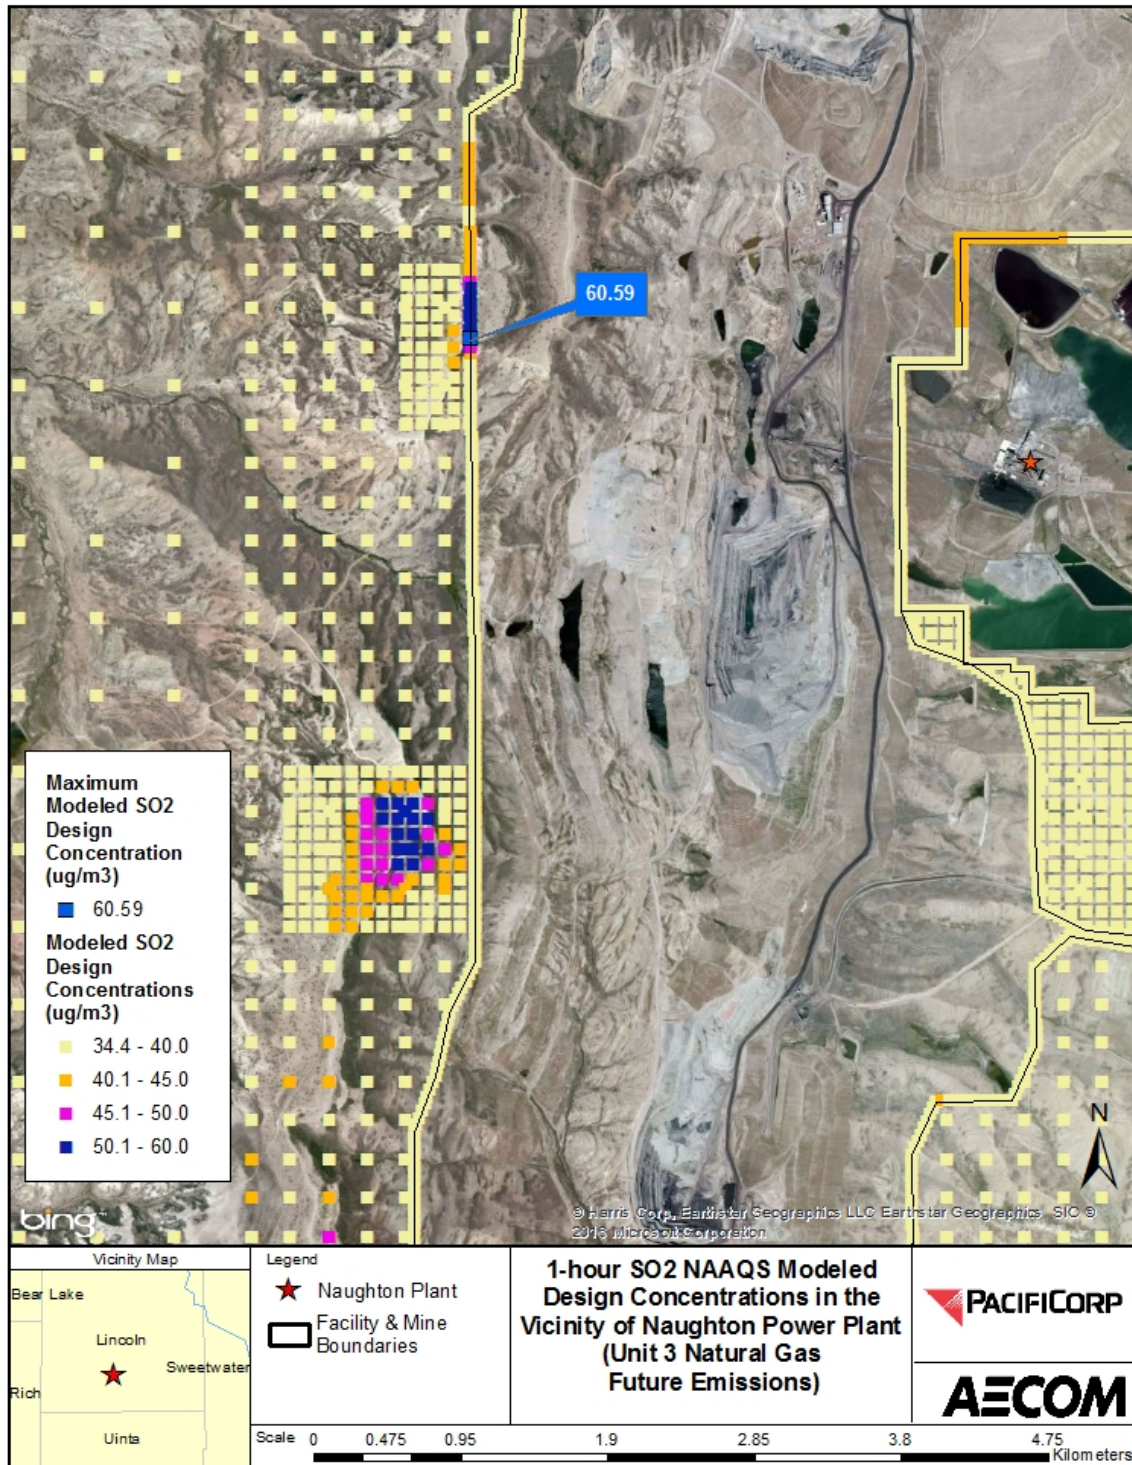 60.59
Maximum
Modeled SO2
Design
Concentration
(ug/m3)
60.59
Modeled SO2
Design
Concentrations
(ug/m3)
34.4 - 40.0
40.1 - 45.0
45.1 - 50.0
50.1 - 60.0
N
bing
© Harris Corp, Earthstar Geographics LLC Earthstar Geographics SIO ©
2016 Microsoft Corporation
Vicinity Map
Bear Lake
Lincoln
Sweetwater
Rich
Uinta
Legend
Naughton Plant
Facility & Mine
Boundaries
1-hour SO2 NAAQS Modeled
Design Concentrations in the
Vicinity of Naughton Power Plant
(Unit 3 Natural Gas
Future Emissions)
PACIFICORP
AECOM
Scale 0 0.475 0.95 1.9 2.85 3.8 4.75
Kilometers